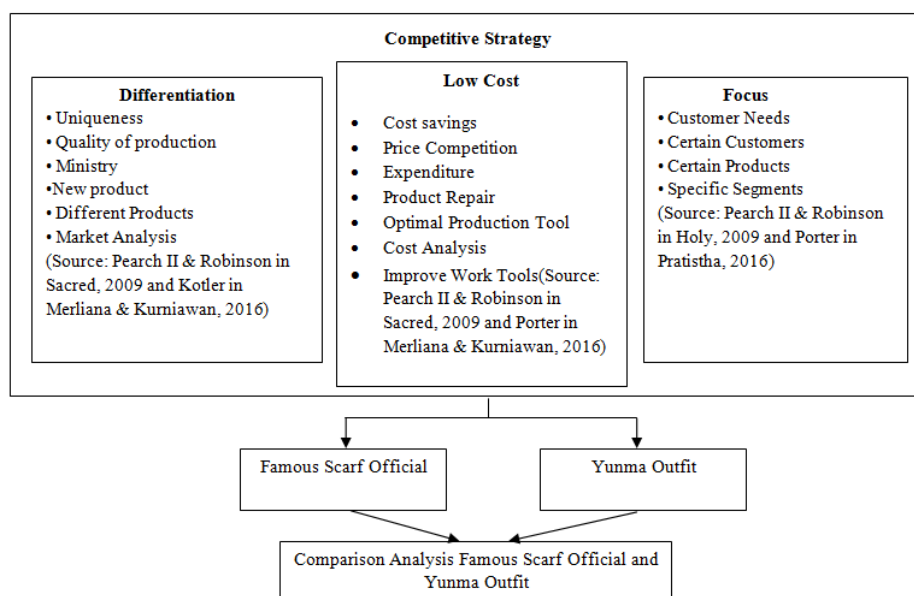 Competitive Strategy
Differentiation
• Uniqueness
• Quality of production
• Ministry
•New product
• Different Products
• Market Analysis
(Source: Pearch II & Robinson in
Sacred, 2009 and Kotler in
Merliana & Kurniawan, 2016)
Low Cost
• Cost savings
• Price Competition
• Expenditure
• Product Repair
• Optimal Production Tool
• Cost Analysis
• Improve Work Tools(Source:
Pearch II & Robinson in
Sacred, 2009 and Porter in
Merliana & Kurniawan, 2016)
Focus
• Customer Needs
• Certain Customers
• Certain Products
• Specific Segments
(Source: Pearch II & Robinson
in Holy, 2009 and Porter in
Pratistha, 2016)
Famous Scarf Official
Yunma Outfit
Comparison Analysis Famous Scarf Official and
Yunma Outfit